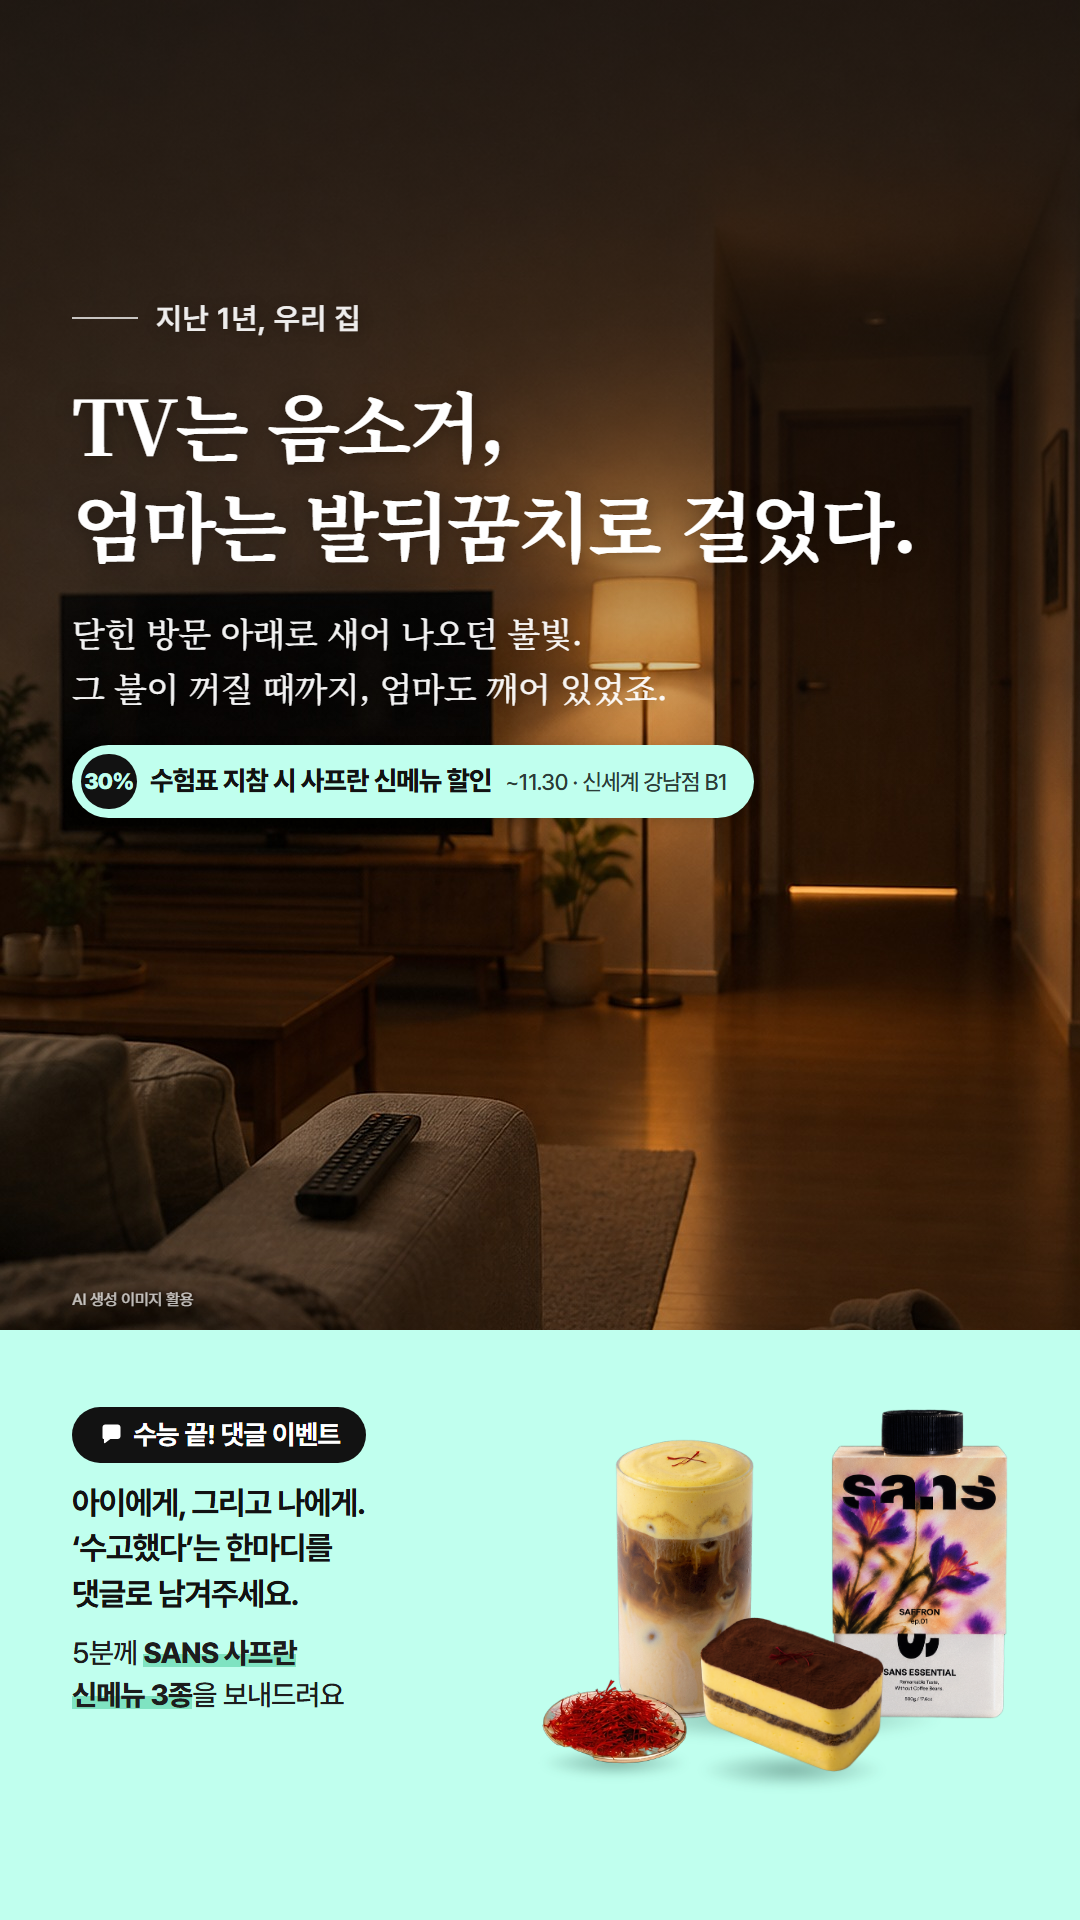 지난 1년, 우리 집
TV는 음소거,
엄마는 발뒤꿈치로 걸었다.
닫힌 방문 아래로 새어 나오던 불빛.
그 불이 꺼질 때까지, 엄마도 깨어 있었죠.
30% 수험표 지참 시 사프란 신메뉴 할인 ~11.30 · 신세계 강남점 B1
AI 생성 이미지 활용
수능 끝! 댓글 이벤트
아이에게, 그리고 나에게.
‘수고했다’는 한마디를
댓글로 남겨주세요.
5분께 SANS 사프란
신메뉴 3종을 보내드려요
sans
SAFFRON
ep.01
SANS ESSENTIAL
Remarkable Taste,
Without Coffee Beans